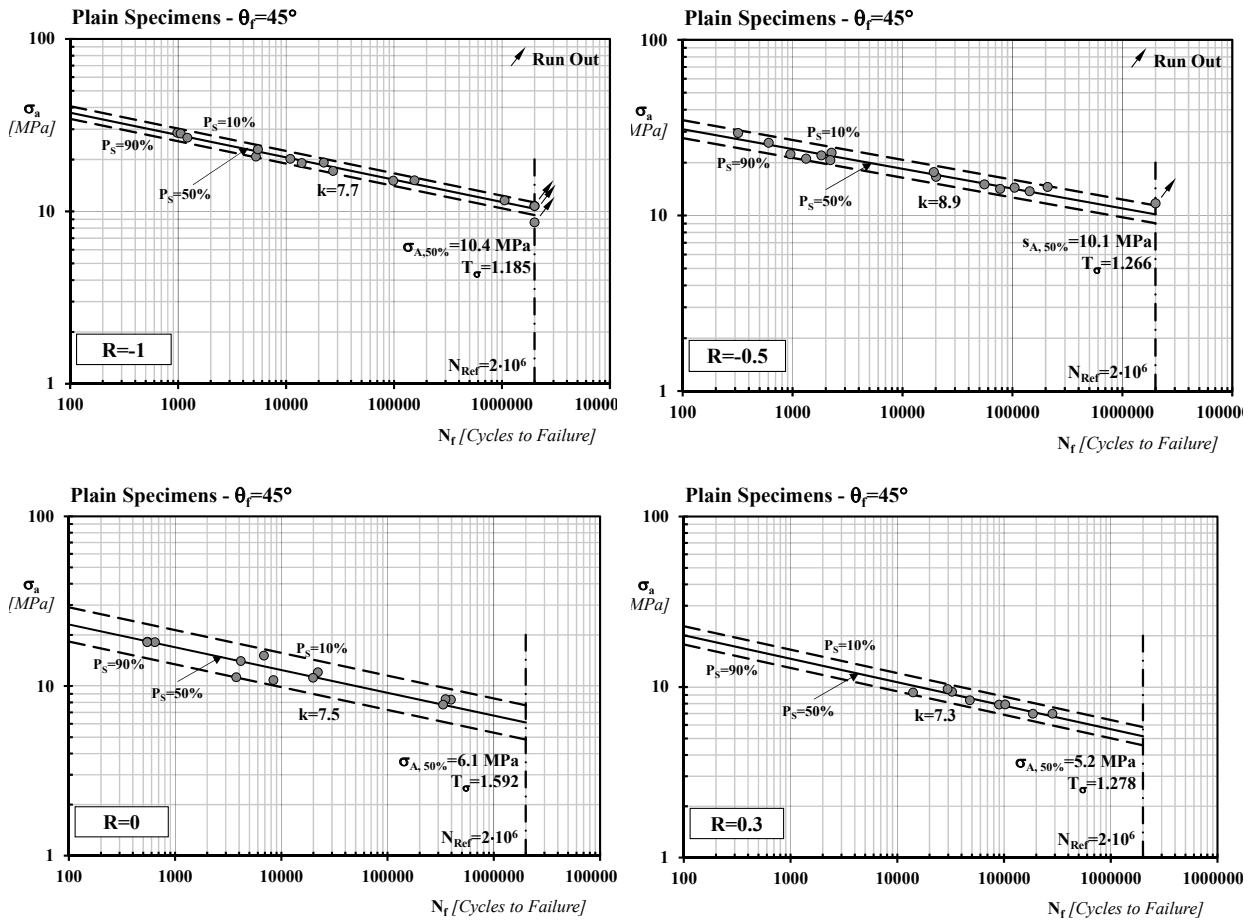 Plain Specimens - θf=45°
100
σa
[MPa]
Run Out
PS=10%
PS=90%
PS=50%
k=7.7
10
σA,50%=10.4 MPa
Tσ=1.185
R=-1
NRef=2·10⁶
1
100 1000 10000 100000 1000000 1000000
Nf [Cycles to Failure]
Plain Specimens - θf=45°
100
σa
MPa]
Run Out
PS=10%
PS=90%
PS=50%
k=8.9
10
sA, 50%=10.1 MPa
Tσ=1.266
R=-0.5
NRef=2·10⁶
1
100 1000 10000 100000 1000000 100000
Nf [Cycles to Failure]
Plain Specimens - θf=45°
100
σa
[MPa]
PS=10%
PS=90%
PS=50%
10
k=7.5
σA, 50%=6.1 MPa
Tσ=1.592
R=0
NRef=2·10⁶
1
100 1000 10000 100000 1000000 1000000
Nf [Cycles to Failure]
Plain Specimens - θf=45°
100
σa
MPa]
PS=10%
PS=90%
PS=50%
10
k=7.3
σA, 50%=5.2 MPa
Tσ=1.278
R=0.3
NRef=2·10⁶
1
100 1000 10000 100000 1000000 1000000
Nf [Cycles to Failure]